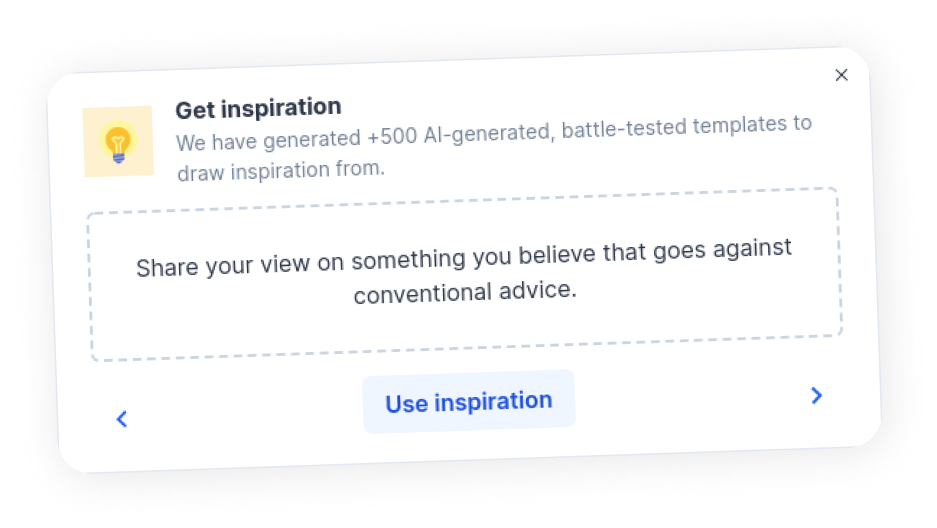 Get inspiration
We have generated +500 AI-generated, battle-tested templates to
draw inspiration from.
Share your view on something you believe that goes against
conventional advice.
Use inspiration